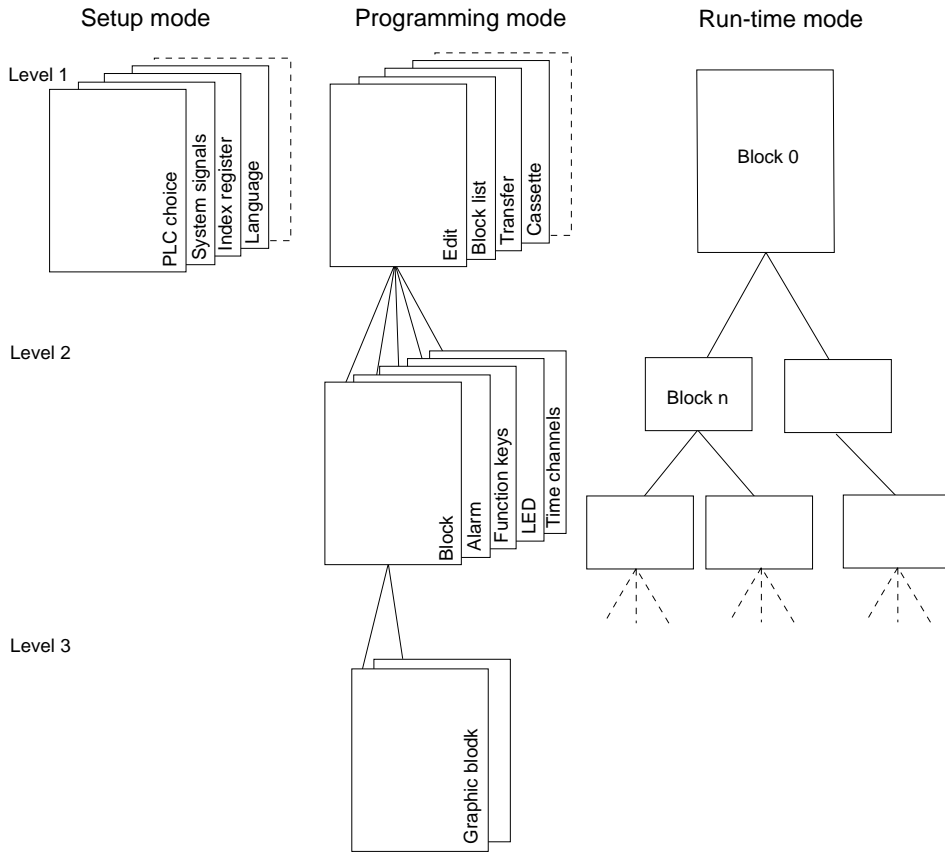 Setup mode
Programming mode
Run-time mode
Level 1
PLC choice
System signals
Index register
Language
Edit
Block list
Transfer
Cassette
Block 0
Level 2
Block
Alarm
Function keys
LED
Time channels
Block n
Level 3
Graphic blodk